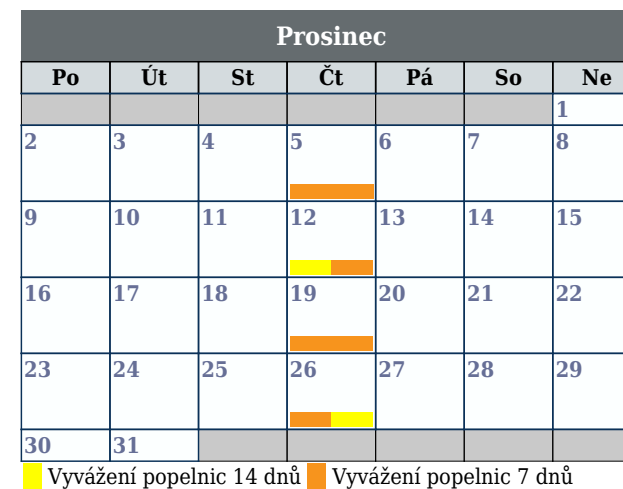 Prosinec
Po Út St Čt Pá So Ne
1
2 3 4 5 6 7 8
9 10 11 12 13 14 15
16 17 18 19 20 21 22
23 24 25 26 27 28 29
30 31
Vyvážení popelnic 14 dnů Vyvážení popelnic 7 dnů